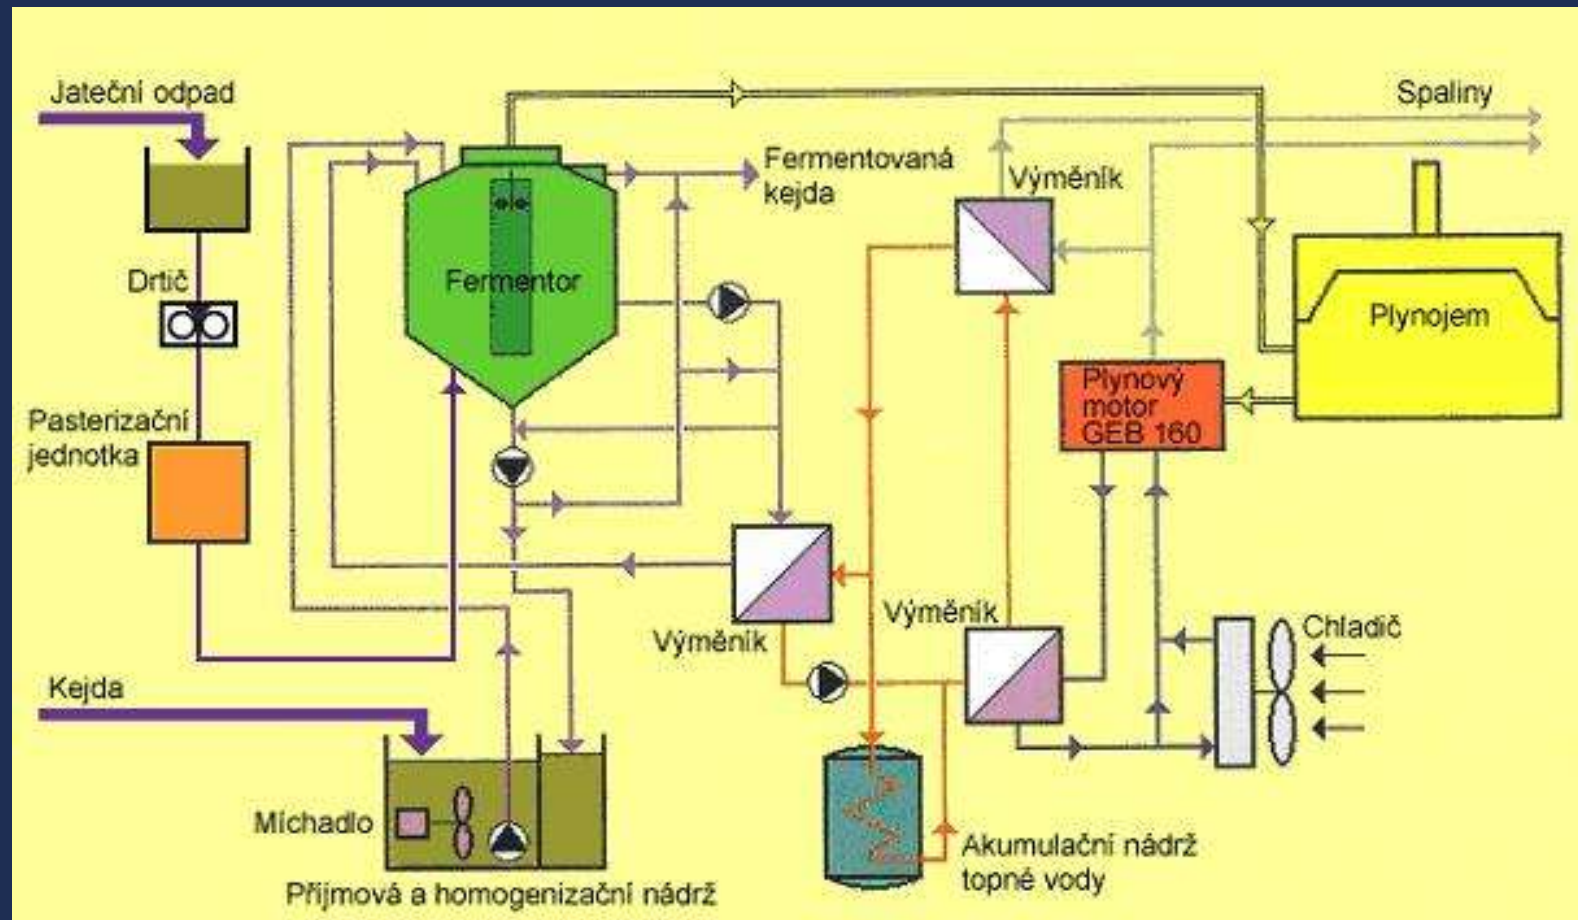 Jateční odpad
Spaliny
Fermentovaná
kejda
Výměník
Drtič
Fermentor
Plynojem
Plynový
motor
GEB 160
Pasterizační
jednotka
Výměník
Výměník
Chladič
Kejda
Míchadlo
Akumulační nádrž
topné vody
Příjmová a homogenizační nádrž